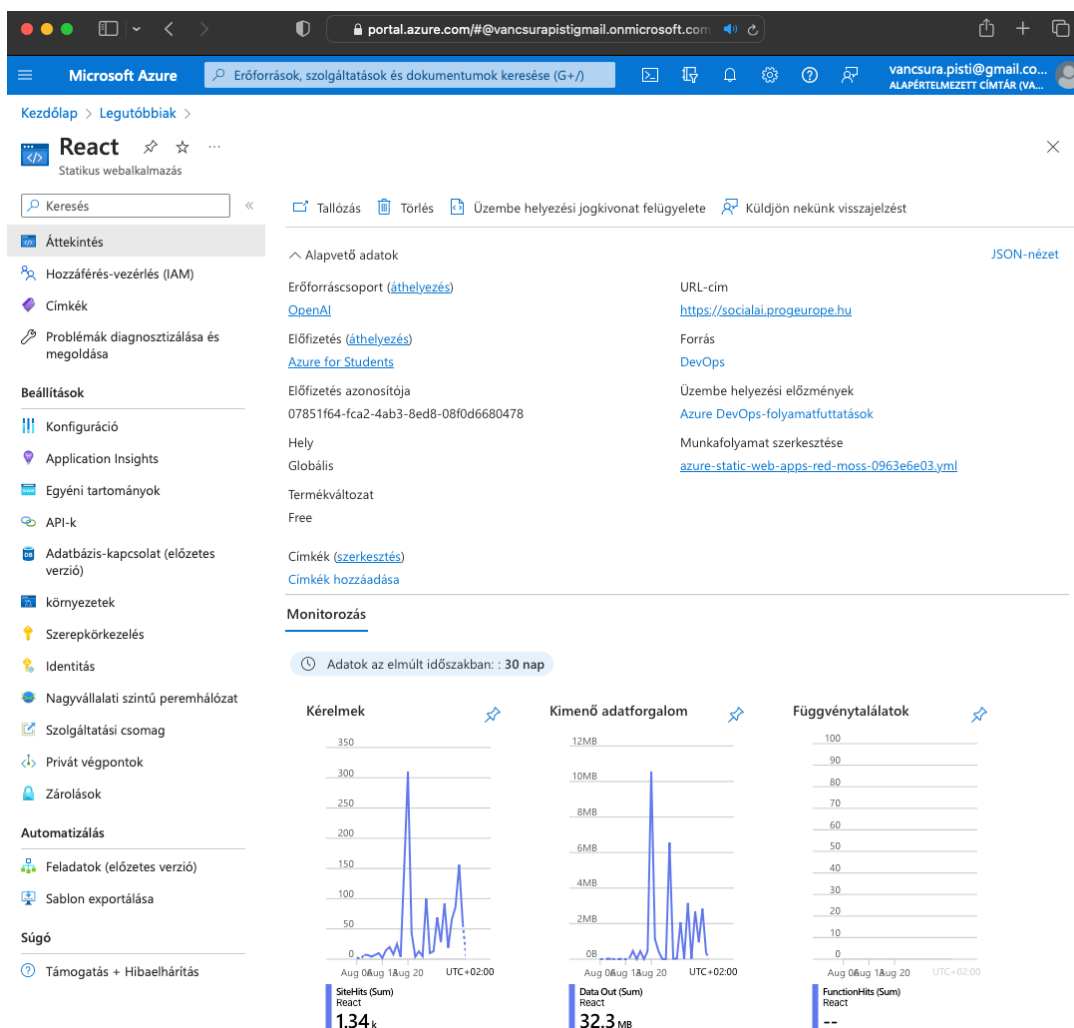 portal.azure.com/#@vancsurapistigmail.onmicrosoft.com
Microsoft Azure
Erőforrások, szolgáltatások és dokumentumok keresése (G+/)
vancsura.pisti@gmail.co...
ALAPÉRTELMEZETT CÍMTÁR (VA...
Kezdőlap > Legutóbbiak >
React
Statikus webalkalmazás
Keresés
Tallózás Törlés Üzembe helyezési jogkivonat felügyelete Küldjön nekünk visszajelzést
Áttekintés
Hozzáférés-vezérlés (IAM)
Címkék
Problémák diagnosztizálása és
megoldása
Beállítások
Konfiguráció
Application Insights
Egyéni tartományok
API-k
Adatbázis-kapcsolat (előzetes
verzió)
környezetek
Szerepkörkezelés
Identitás
Nagyvállalati szintű peremhálózat
Szolgáltatási csomag
Privát végpontok
Zárolások
Automatizálás
Feladatok (előzetes verzió)
Sablon exportálása
Súgó
Támogatás + Hibaelhárítás
Alapvető adatok
JSON-nézet
Erőforráscsoport (áthelyezés)
OpenAI
Előfizetés (áthelyezés)
Azure for Students
Előfizetés azonosítója
07851f64-fca2-4ab3-8ed8-08f0d6680478
Hely
Globális
Termékváltozat
Free
URL-cím
https://socialai.progeurope.hu
Forrás
DevOps
Üzembe helyezési előzmények
Azure DevOps-folyamatfuttatások
Munkafolyamat szerkesztése
azure-static-web-apps-red-moss-0963e6e03.yml
Címkék (szerkesztés)
Címkék hozzáadása
Monitorozás
Adatok az elmúlt időszakban: : 30 nap
Kérelmek
350
300
250
200
150
100
50
0
Aug 20 UTC+02:00
SiteHits (Sum)
React
1.34 k
Kimenő adatforgalom
12MB
10MB
8MB
6MB
4MB
2MB
0B
Aug 20 UTC+02:00
Data Out (Sum)
React
32.3 MB
Függvénytalálatok
100
90
80
70
60
50
40
30
20
10
0
Aug 20 UTC+02:00
FunctionHits (Sum)
React
--